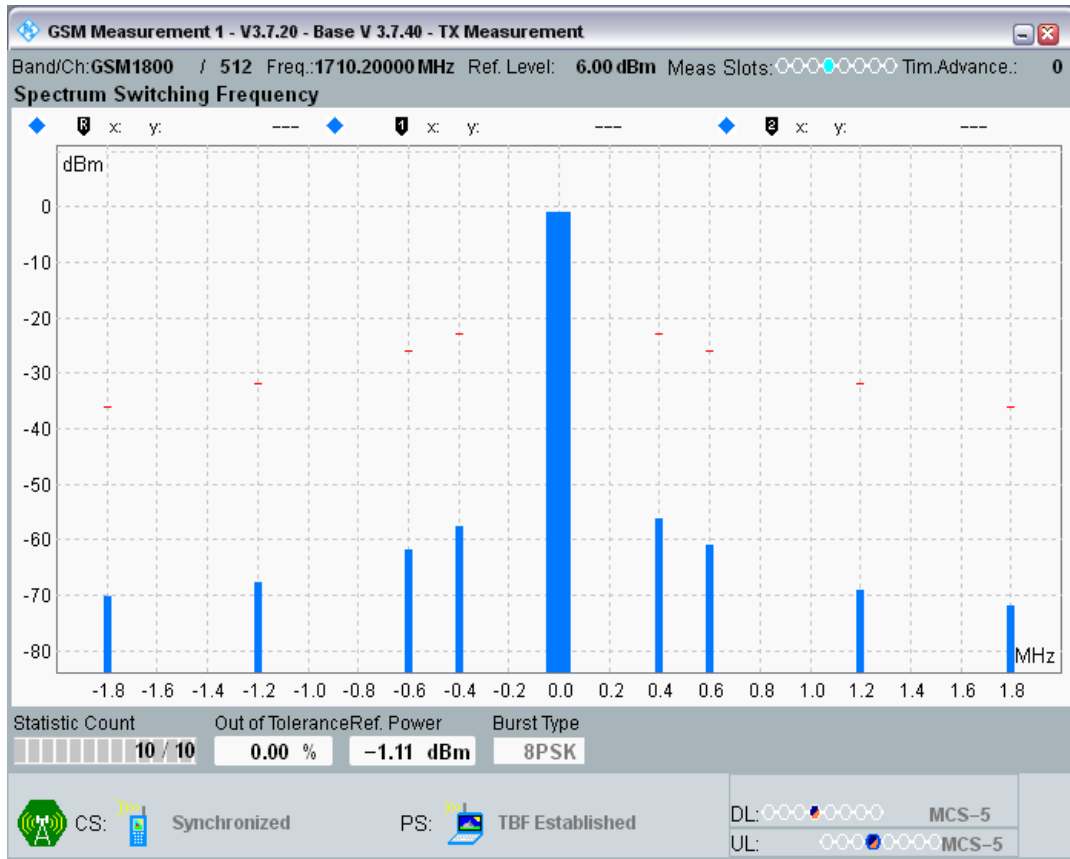 GSM Measurement 1 - V3.7.20 - Base V 3.7.40 - TX Measurement
Band/Ch:GSM1800 / 512 Freq.:1710.20000 MHz Ref. Level: 6.00 dBm Meas Slots: Tim.Advance.: 0
Spectrum Switching Frequency
R x: y: --- 1 x: y: --- 2 x: y: ---
dBm
0
-10
-20
-30
-40
-50
-60
-70
-80
MHz
-1.8 -1.6 -1.4 -1.2 -1.0 -0.8 -0.6 -0.4 -0.2 0.0 0.2 0.4 0.6 0.8 1.0 1.2 1.4 1.6 1.8
Statistic Count Out of Tolerance Ref. Power Burst Type
10 / 10 0.00 % −1.11 dBm 8PSK
CS: Synchronized PS: TBF Established DL: MCS−5
UL: MCS−5